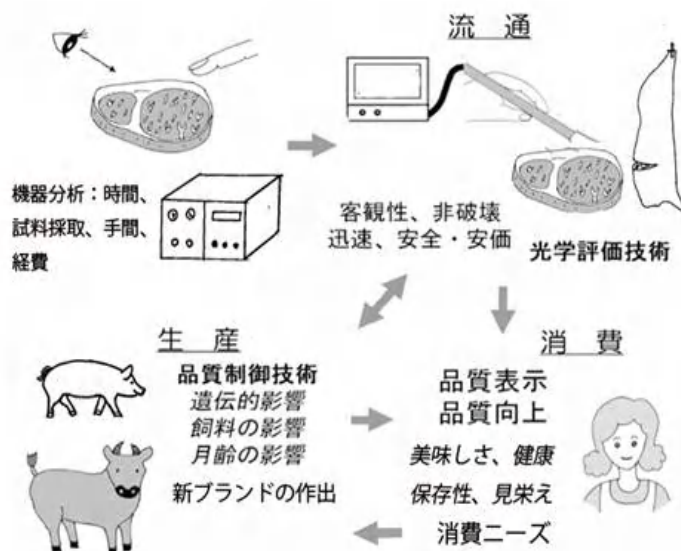 流 通
機器分析：時間、
試料採取、手間、
経費
客観性、非破壊
迅速、安全・安価
光学評価技術
生 産
品質制御技術
遺伝的影響
飼料の影響
月齢の影響
新ブランドの作出
消 費
品質表示
品質向上
美味しさ、健康
保存性、見栄え
消費ニーズ